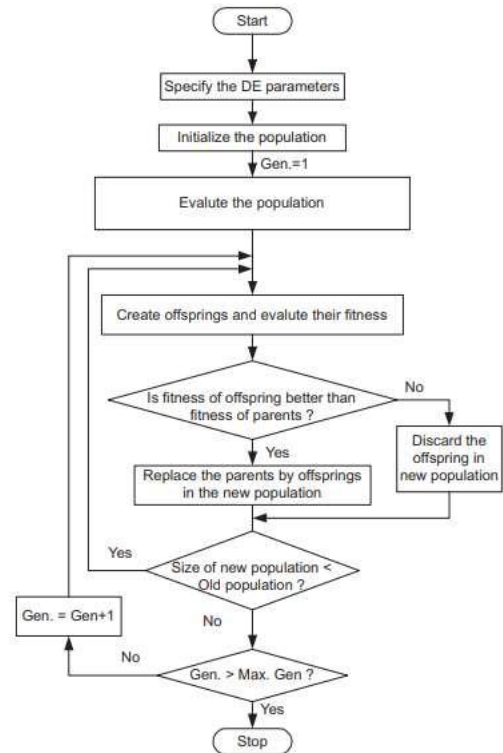 Start
Specify the DE parameters
Initialize the population
Gen.=1
Evalute the population
Create offsprings and evaluate their fitness
Is fitness of offspring better than
fitness of parents ?
No
Yes
Discard the
offspring in
new population
Replace the parents by offsprings
in the new population
Yes
Size of new population <
Old population ?
Gen. = Gen+1
No
No
Gen. > Max. Gen ?
Yes
Stop